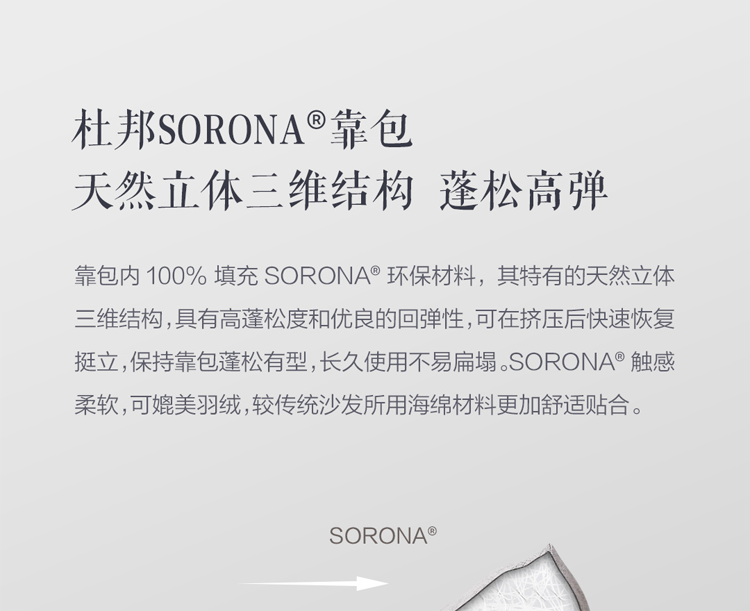 杜邦SORONA®靠包
天然立体三维结构 蓬松高弹
靠包内 100% 填充 SORONA® 环保材料，其特有的天然立体
三维结构，具有高蓬松度和优良的回弹性，可在挤压后快速恢复
挺立，保持靠包蓬松有型，长久使用不易扁塌。SORONA® 触感
柔软，可媲美羽绒，较传统沙发所用海绵材料更加舒适贴合。
SORONA®